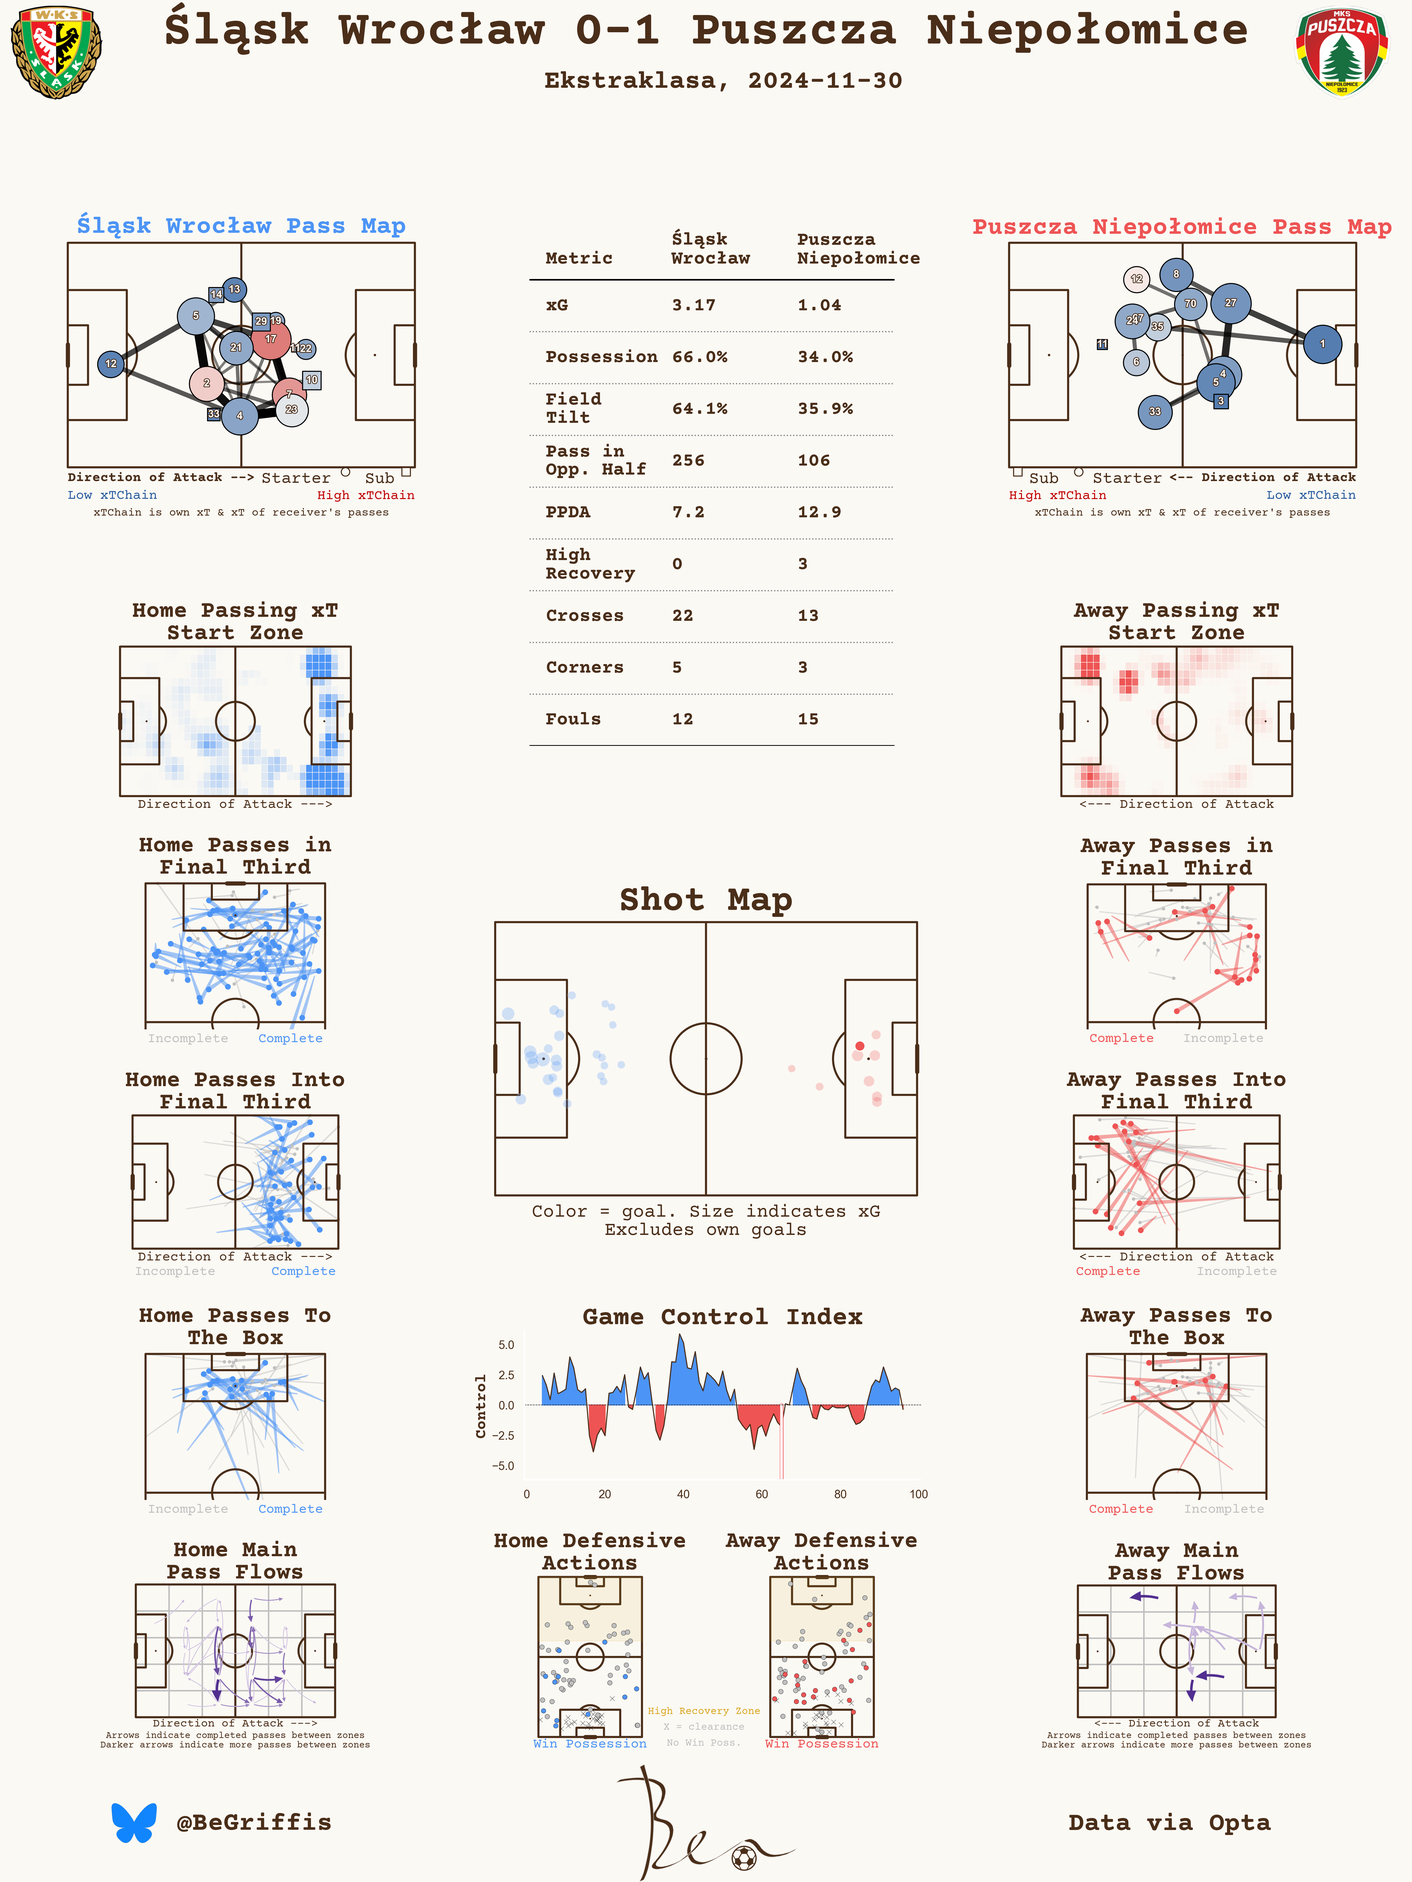 Śląsk Wrocław 0-1 Puszcza Niepołomice
Ekstraklasa, 2024-11-30
W·K·S
ŚLĄSK
MKS
PUSZCZA
NIEPOŁOMICE
1923
Śląsk Wrocław Pass Map
12
5
14
13
2
21
33
4
29
19
17
11
22
10
7
23
Direction of Attack --> Starter Sub
Low xTChain High xTChain
xTChain is own xT & xT of receiver's passes
Metric Śląsk Wrocław Puszcza Niepołomice
xG 3.17 1.04
Possession 66.0% 34.0%
Field Tilt 64.1% 35.9%
Pass in Opp. Half 256 106
PPDA 7.2 12.9
High Recovery 0 3
Crosses 22 13
Corners 5 3
Fouls 12 15
Puszcza Niepołomice Pass Map
12
8
70
27
24
35
11
6
1
4
5
3
33
Sub Starter <-- Direction of Attack
High xTChain Low xTChain
xTChain is own xT & xT of receiver's passes
Home Passing xT
Start Zone
Direction of Attack --->
Away Passing xT
Start Zone
<--- Direction of Attack
Home Passes in
Final Third
Incomplete Complete
Away Passes in
Final Third
Complete Incomplete
Shot Map
Color = goal. Size indicates xG
Excludes own goals
Home Passes Into
Final Third
Direction of Attack --->
Incomplete Complete
Away Passes Into
Final Third
<--- Direction of Attack
Complete Incomplete
Home Passes To
The Box
Incomplete Complete
Game Control Index
Control
5.0
2.5
0.0
−2.5
−5.0
0 20 40 60 80 100
Away Passes To
The Box
Complete Incomplete
Home Main
Pass Flows
Direction of Attack --->
Arrows indicate completed passes between zones
Darker arrows indicate more passes between zones
Home Defensive
Actions
Win Possession
High Recovery Zone
X = clearance
No Win Poss.
Away Defensive
Actions
Win Possession
Away Main
Pass Flows
<--- Direction of Attack
Arrows indicate completed passes between zones
Darker arrows indicate more passes between zones
@BeGriffis
Ben
Data via Opta